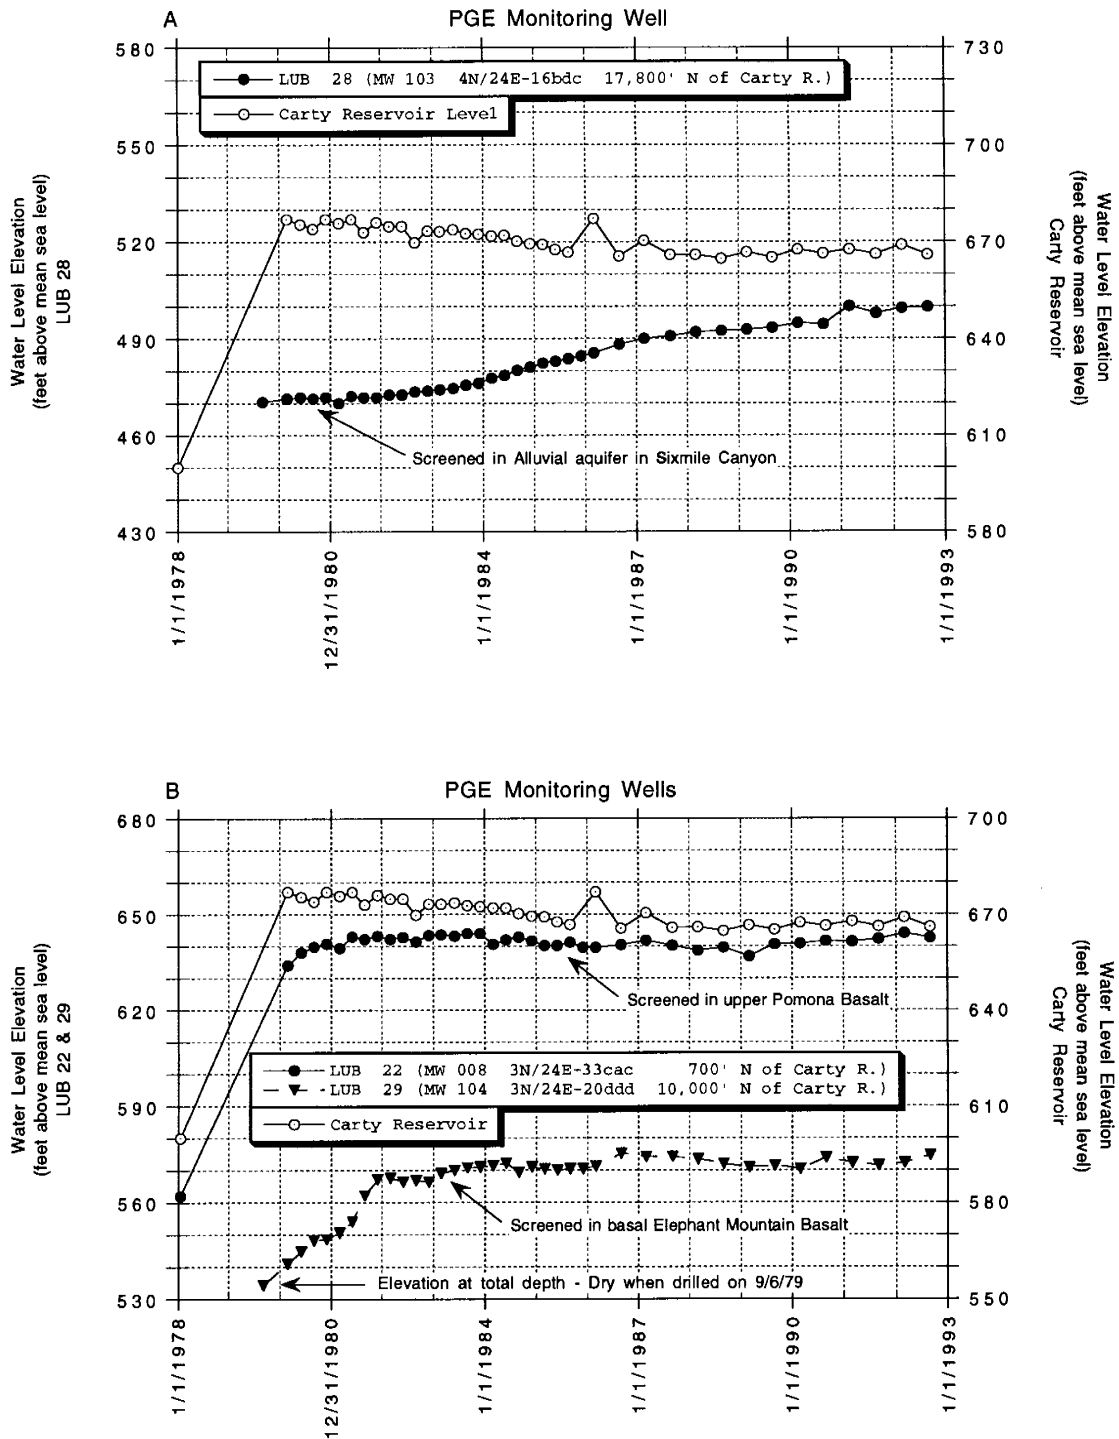 A
PGE Monitoring Well
580
550
520
490
460
430
730
700
670
640
610
580
LUB 28 (MW 103 4N/24E-16bdc 17,800' N of Carty R.)
Carty Reservoir Level
Screened in Alluvial aquifer in Sixmile Canyon
Water Level Elevation
(feet above mean sea level)
LUB 28
Water Level Elevation
(feet above mean sea level)
Carty Reservoir
1/1/1978
12/31/1980
1/1/1984
1/1/1987
1/1/1990
1/1/1993
B
PGE Monitoring Wells
680
650
620
590
560
530
700
670
640
610
580
550
Screened in upper Pomona Basalt
LUB 22 (MW 008 3N/24E-33cac 700' N of Carty R.)
LUB 29 (MW 104 3N/24E-20ddd 10,000' N of Carty R.)
Carty Reservoir
Screened in basal Elephant Mountain Basalt
Elevation at total depth - Dry when drilled on 9/6/79
Water Level Elevation
(feet above mean sea level)
LUB 22 & 29
Water Level Elevation
(feet above mean sea level)
Carty Reservoir
1/1/1978
12/31/1980
1/1/1984
1/1/1987
1/1/1990
1/1/1993